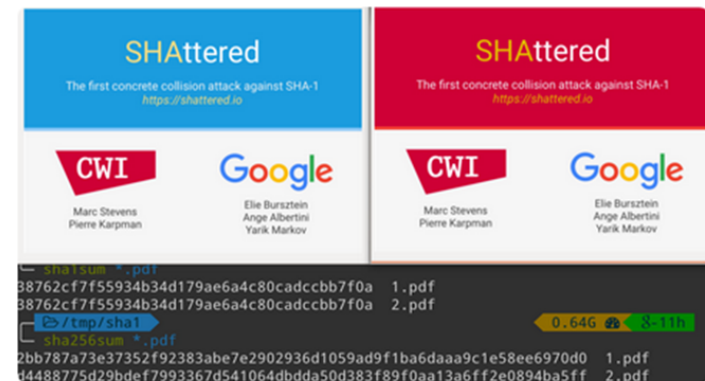 SHAttered
The first concrete collision attack against SHA-1
https://shattered.io
CWI
Google
Marc Stevens
Pierre Karpman
Elie Bursztein
Ange Albertini
Yarik Markov
SHAttered
The first concrete collision attack against SHA-1
https://shattered.io
CWI
Google
Marc Stevens
Pierre Karpman
Elie Bursztein
Ange Albertini
Yarik Markov
sha1sum *.pdf
38762cf7f55934b34d179ae6a4c80cadccbb7f0a 1.pdf
38762cf7f55934b34d179ae6a4c80cadccbb7f0a 2.pdf
/tmp/sha1
0.64G
8-11h
sha256sum *.pdf
2bb787a73e37352f92383abe7e2902936d1059ad9f1ba6daaa9c1e58ee6970d0 1.pdf
d4488775d29bdef7993367d541064dbdda50d383f89f0aa13a6ff2e0894ba5ff 2.pdf